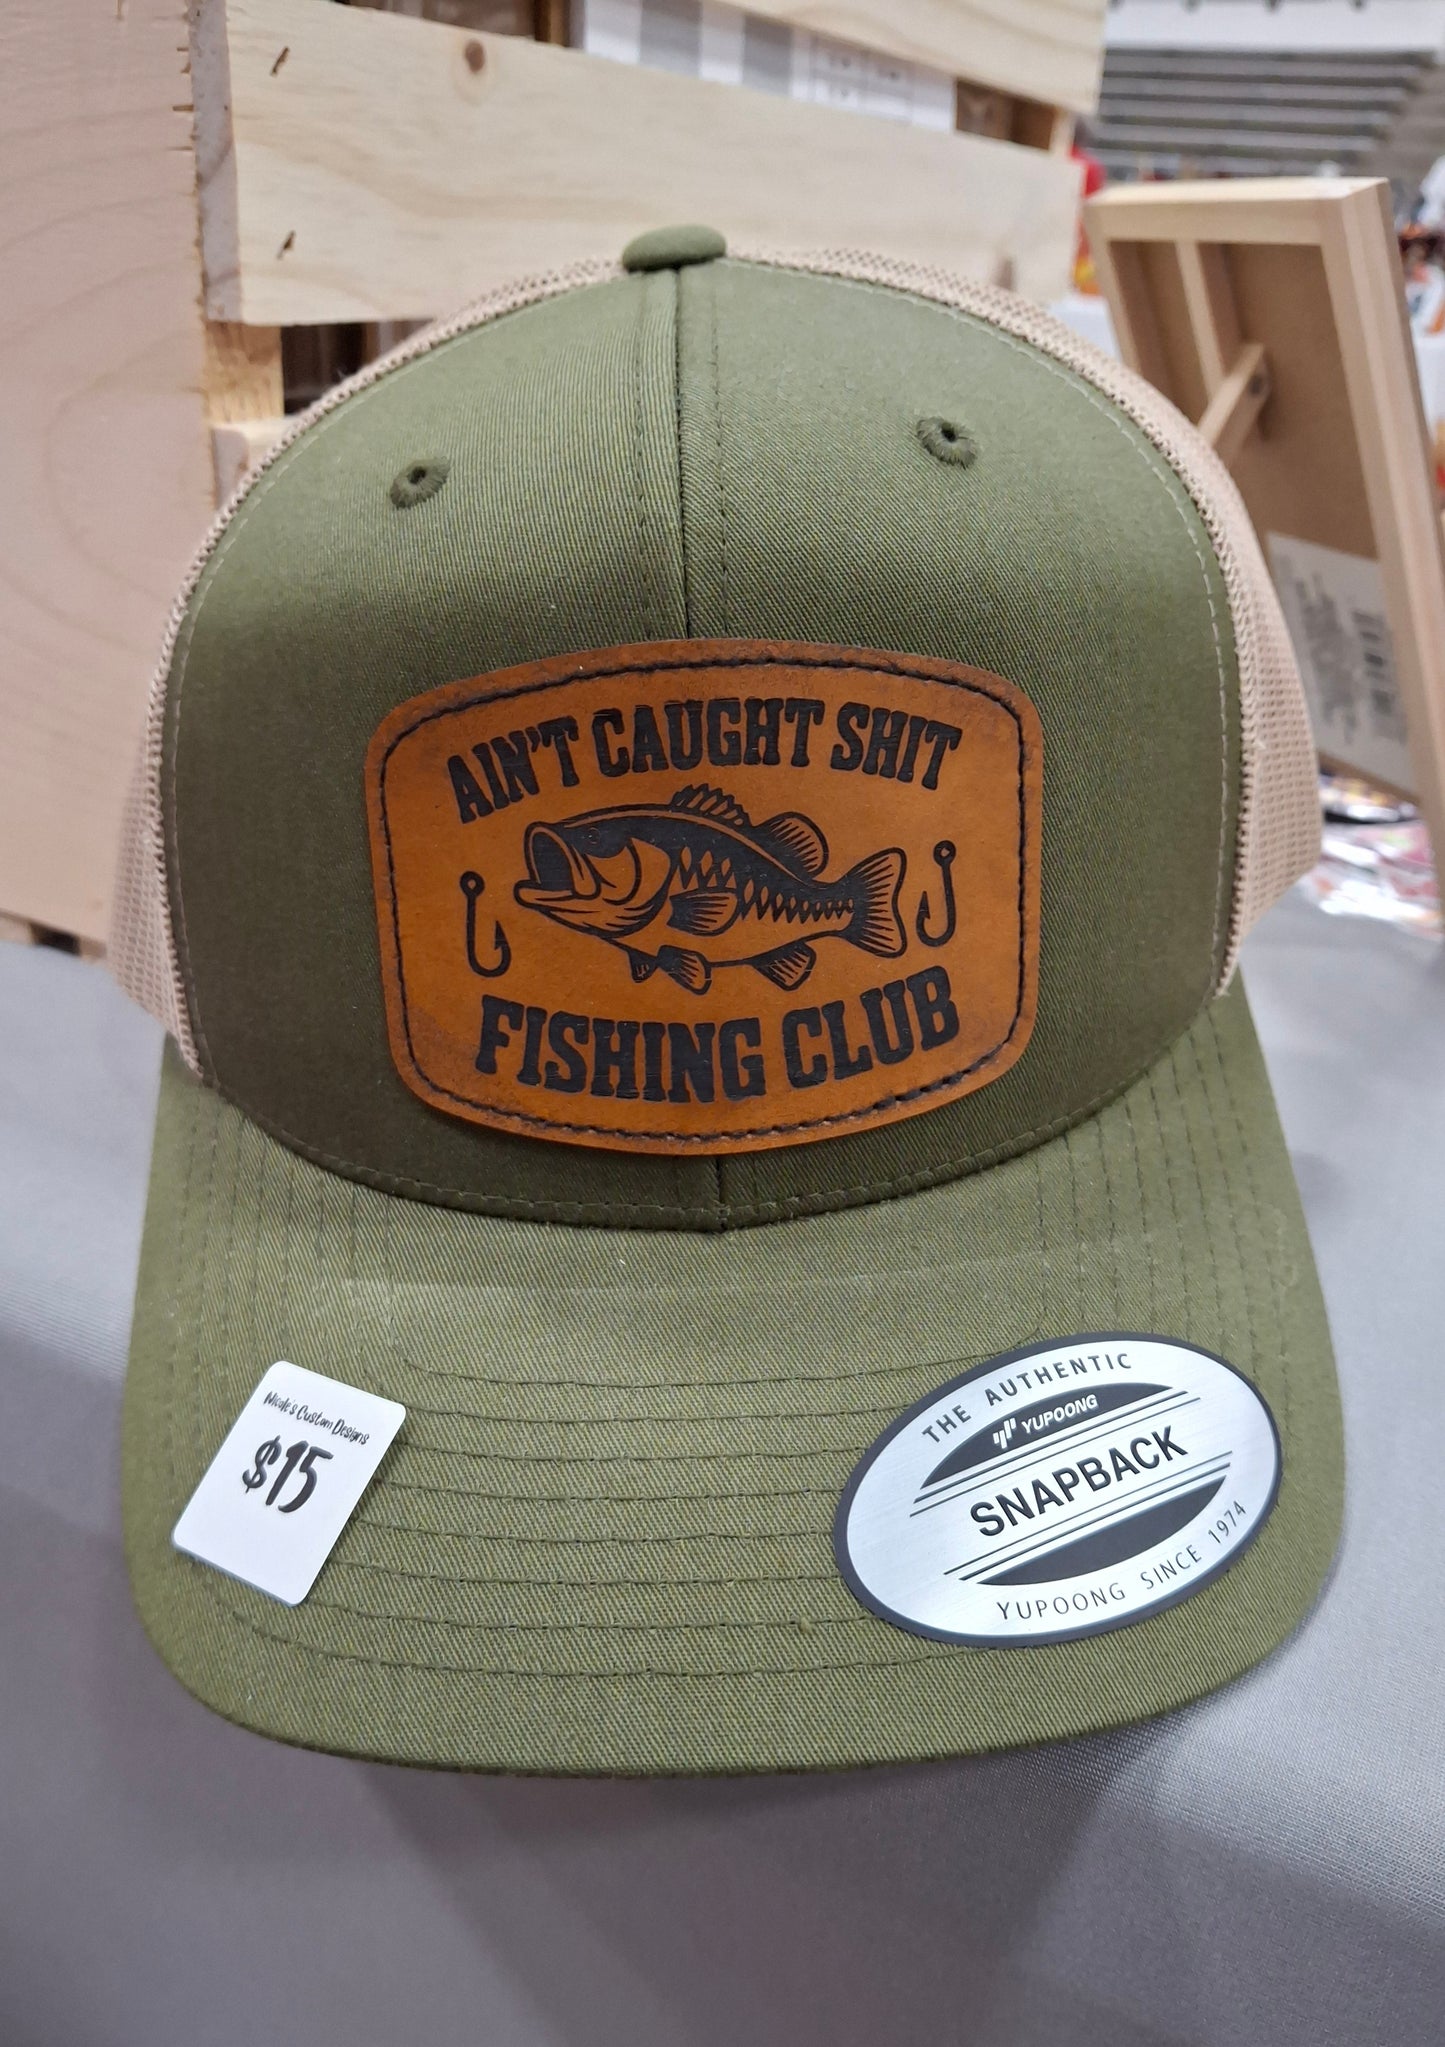 AIN'T CAUGHT SHIT
FISHING CLUB
Nicole's Custom Designs
$15
THE AUTHENTIC
YUPOONG
SNAPBACK
YUPOONG SINCE 1974